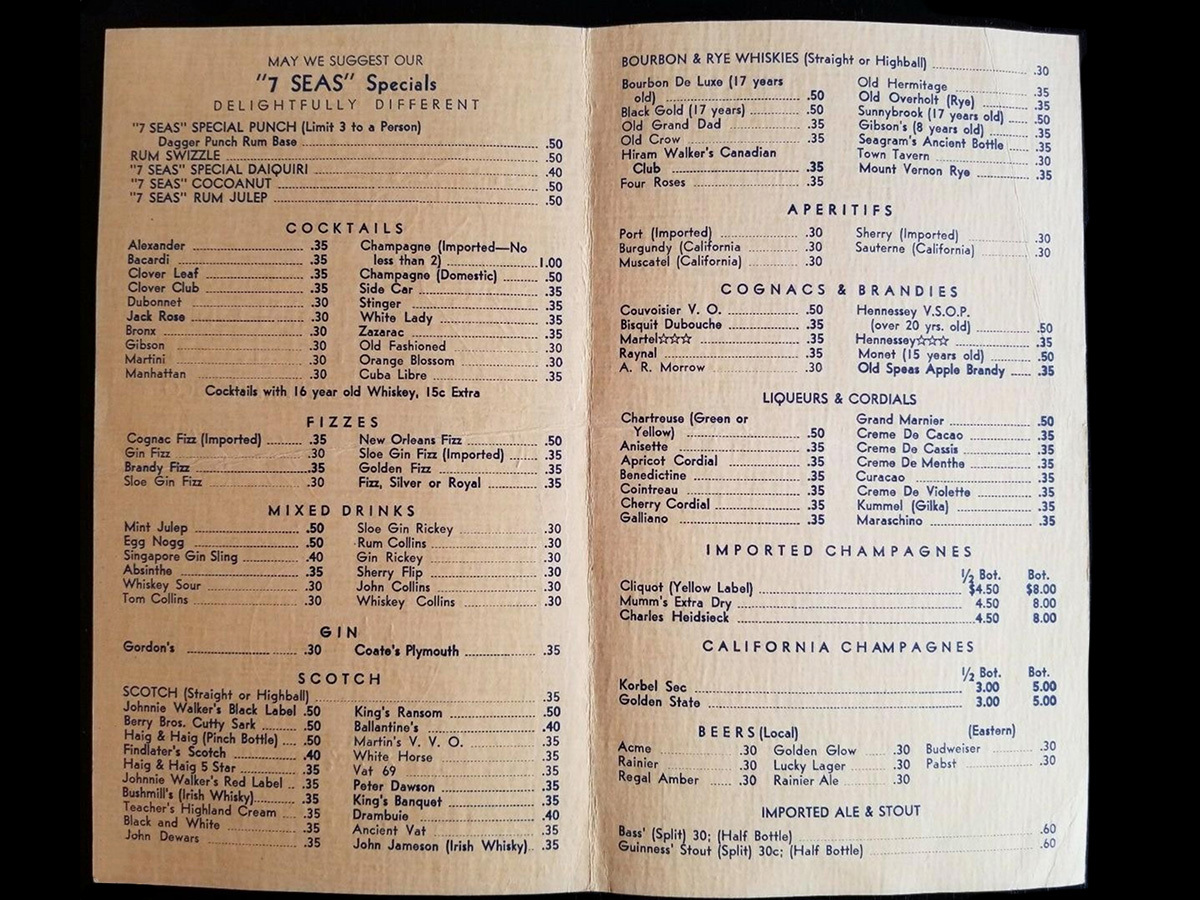 MAY WE SUGGEST OUR
"7 SEAS" Specials
DELIGHTFULLY DIFFERENT
"7 SEAS" SPECIAL PUNCH (Limit 3 to a Person)
Dagger Punch Rum Base .50
RUM SWIZZLE .50
"7 SEAS" SPECIAL DAIQUIRI .40
"7 SEAS" COCOANUT .50
"7 SEAS" RUM JULEP .50
COCKTAILS
Alexander .35
Bacardi .35
Clover Leaf .35
Clover Club .35
Dubonnet .30
Jack Rose .30
Bronx .30
Gibson .30
Martini .30
Manhattan .30
Champagne (Imported—No
less than 2) 1.00
Champagne (Domestic) .50
Side Car .35
Stinger .35
White Lady .35
Zazarac .35
Old Fashioned .30
Orange Blossom .30
Cuba Libre .35
Cocktails with 16 year old Whiskey, 15c Extra
FIZZES
Cognac Fizz (Imported) .35
Gin Fizz .30
Brandy Fizz .35
Sloe Gin Fizz .30
New Orleans Fizz .50
Sloe Gin Fizz (Imported) .35
Golden Fizz .35
Fizz, Silver or Royal .35
MIXED DRINKS
Mint Julep .50
Egg Nogg .50
Singapore Gin Sling .40
Absinthe .35
Whiskey Sour .30
Tom Collins .30
Sloe Gin Rickey .30
Rum Collins .30
Gin Rickey .30
Sherry Flip .30
John Collins .30
Whiskey Collins .30
GIN
Gordon's .30
Coate's Plymouth .35
SCOTCH
SCOTCH (Straight or Highball) .35
Johnnie Walker's Black Label .50
Berry Bros. Cutty Sark .50
Haig & Haig (Pinch Bottle) .50
Findlater's Scotch .40
Haig & Haig 5 Star .35
Johnnie Walker's Red Label .35
Bushmill's (Irish Whisky) .35
Teacher's Highland Cream .35
Black and White .35
John Dewars .35
King's Ransom .50
Ballantine's .40
Martin's V. V. O. .35
White Horse .35
Vat 69 .35
Peter Dawson .35
King's Banquet .35
Drambuie .40
Ancient Vat .35
John Jameson (Irish Whisky) .35
BOURBON & RYE WHISKIES (Straight or Highball) .30
Bourbon De Luxe (17 years
old) .50
Black Gold (17 years) .50
Old Grand Dad .35
Old Crow .35
Hiram Walker's Canadian
Club .35
Four Roses .35
Old Hermitage .35
Old Overholt (Rye) .35
Sunnybrook (17 years old) .50
Gibson's (8 years old) .35
Seagram's Ancient Bottle .35
Town Tavern .30
Mount Vernon Rye .35
APERITIFS
Port (Imported) .30
Burgundy (California .30
Muscatel (California) .30
Sherry (Imported) .30
Sauterne (California) .30
COGNACS & BRANDIES
Couvoisier V. O. .50
Bisquit Dubouche .35
Martel☆☆☆ .35
Raynal .35
A. R. Morrow .30
Hennessey V.S.O.P.
(over 20 yrs. old) .50
Hennessey☆☆☆ .35
Monet (15 years old) .50
Old Speas Apple Brandy .35
LIQUEURS & CORDIALS
Chartreuse (Green or
Yellow) .50
Anisette .35
Apricot Cordial .35
Benedictine .35
Cointreau .35
Cherry Cordial .35
Galliano .35
Grand Marnier .50
Creme De Cacao .35
Creme De Cassis .35
Creme De Menthe .35
Curacao .35
Creme De Violette .35
Kummel (Gilka) .35
Maraschino .35
IMPORTED CHAMPAGNES
½ Bot. Bot.
Cliquot (Yellow Label) $4.50 $8.00
Mumm's Extra Dry 4.50 8.00
Charles Heidsieck 4.50 8.00
CALIFORNIA CHAMPAGNES
½ Bot. Bot.
Korbel Sec 3.00 5.00
Golden State 3.00 5.00
BEERS (Local) (Eastern)
Acme .30 Golden Glow .30 Budweiser .30
Rainier .30 Lucky Lager .30 Pabst .30
Regal Amber .30 Rainier Ale .30
IMPORTED ALE & STOUT
Bass' (Split) 30; (Half Bottle) .60
Guinness' Stout (Split) 30c; (Half Bottle) .60